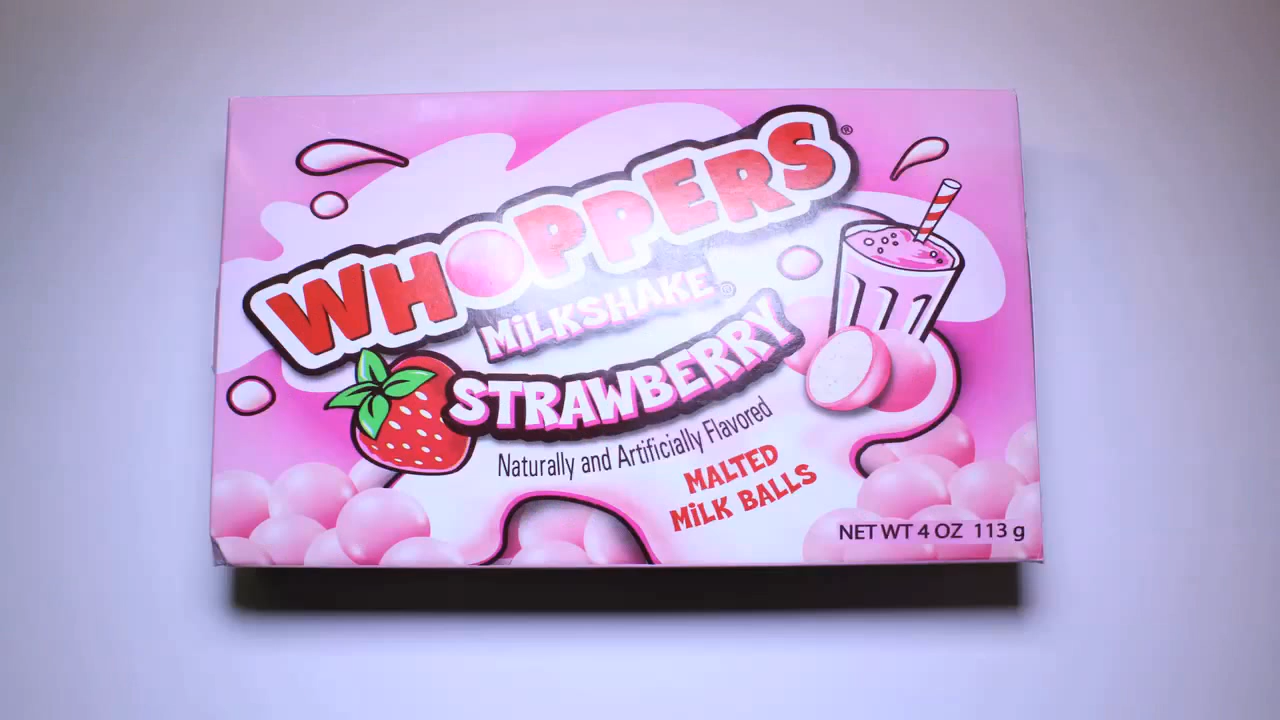 WHOPPERS®
MiLKSHAKE®
STRAWBERRY
Naturally and Artificially Flavored
MALTED
MiLK BALLS
NET WT 4 OZ 113 g